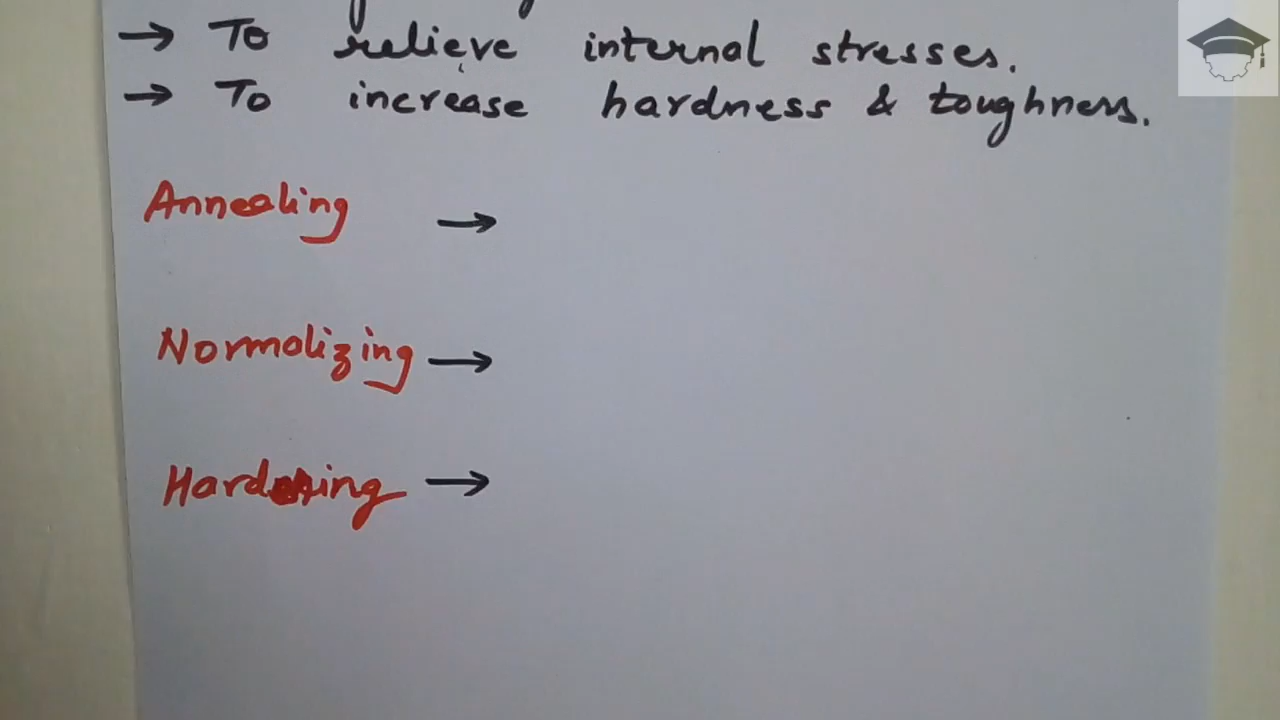 → To relieve internal stresses.
→ To increase hardness & toughness.
Annealing →
Normalizing →
Hardening →